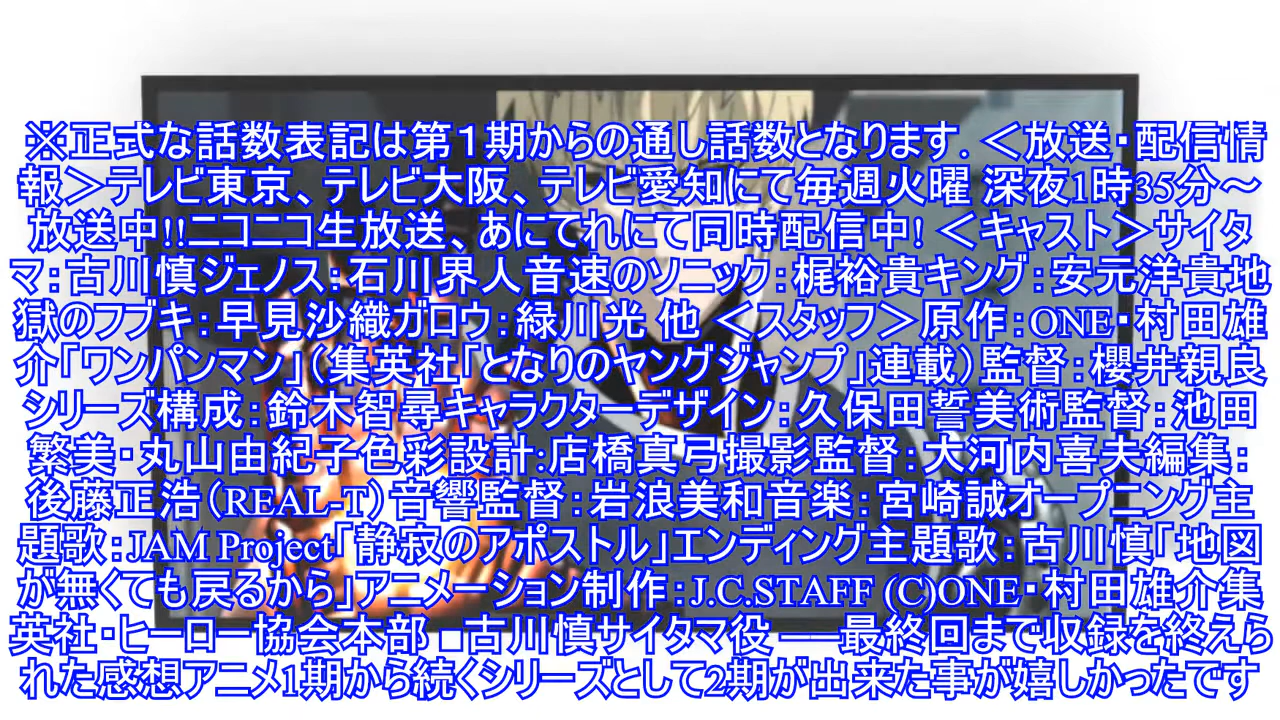 ※正式な話数表記は第１期からの通し話数となります. ＜放送・配信情
報＞テレビ東京、テレビ大阪、テレビ愛知にて毎週火曜 深夜1時35分～
放送中!!ニコニコ生放送、あにてれにて同時配信中! ＜キャスト＞サイタ
マ：古川慎ジェノス：石川界人音速のソニック：梶裕貴キング：安元洋貴地
獄のフブキ：早見沙織ガロウ：緑川光 他 ＜スタッフ＞原作：ONE・村田雄
介「ワンパンマン」（集英社「となりのヤングジャンプ」連載）監督：櫻井親良
シリーズ構成：鈴木智尋キャラクターデザイン：久保田誓美術監督：池田
繁美・丸山由紀子色彩設計:店橋真弓撮影監督：大河内喜夫編集：
後藤正浩（REAL-T）音響監督：岩浪美和音楽：宮崎誠オープニング主
題歌：JAM Project「静寂のアポストル」エンディング主題歌：古川慎「地図
が無くても戻るから」アニメーション制作：J.C.STAFF (C)ONE・村田雄介集
英社・ヒーロー協会本部 ■古川慎サイタマ役 ──最終回まで収録を終えら
れた感想アニメ1期から続くシリーズとして2期が出来た事が嬉しかったです